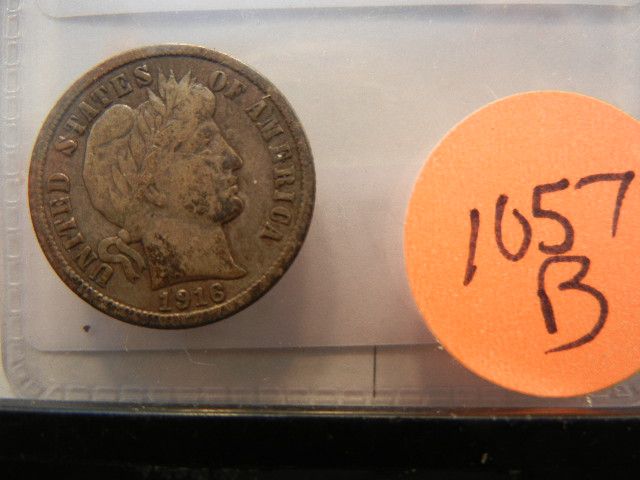 UNITED STATES OF AMERICA
1916
1057
B